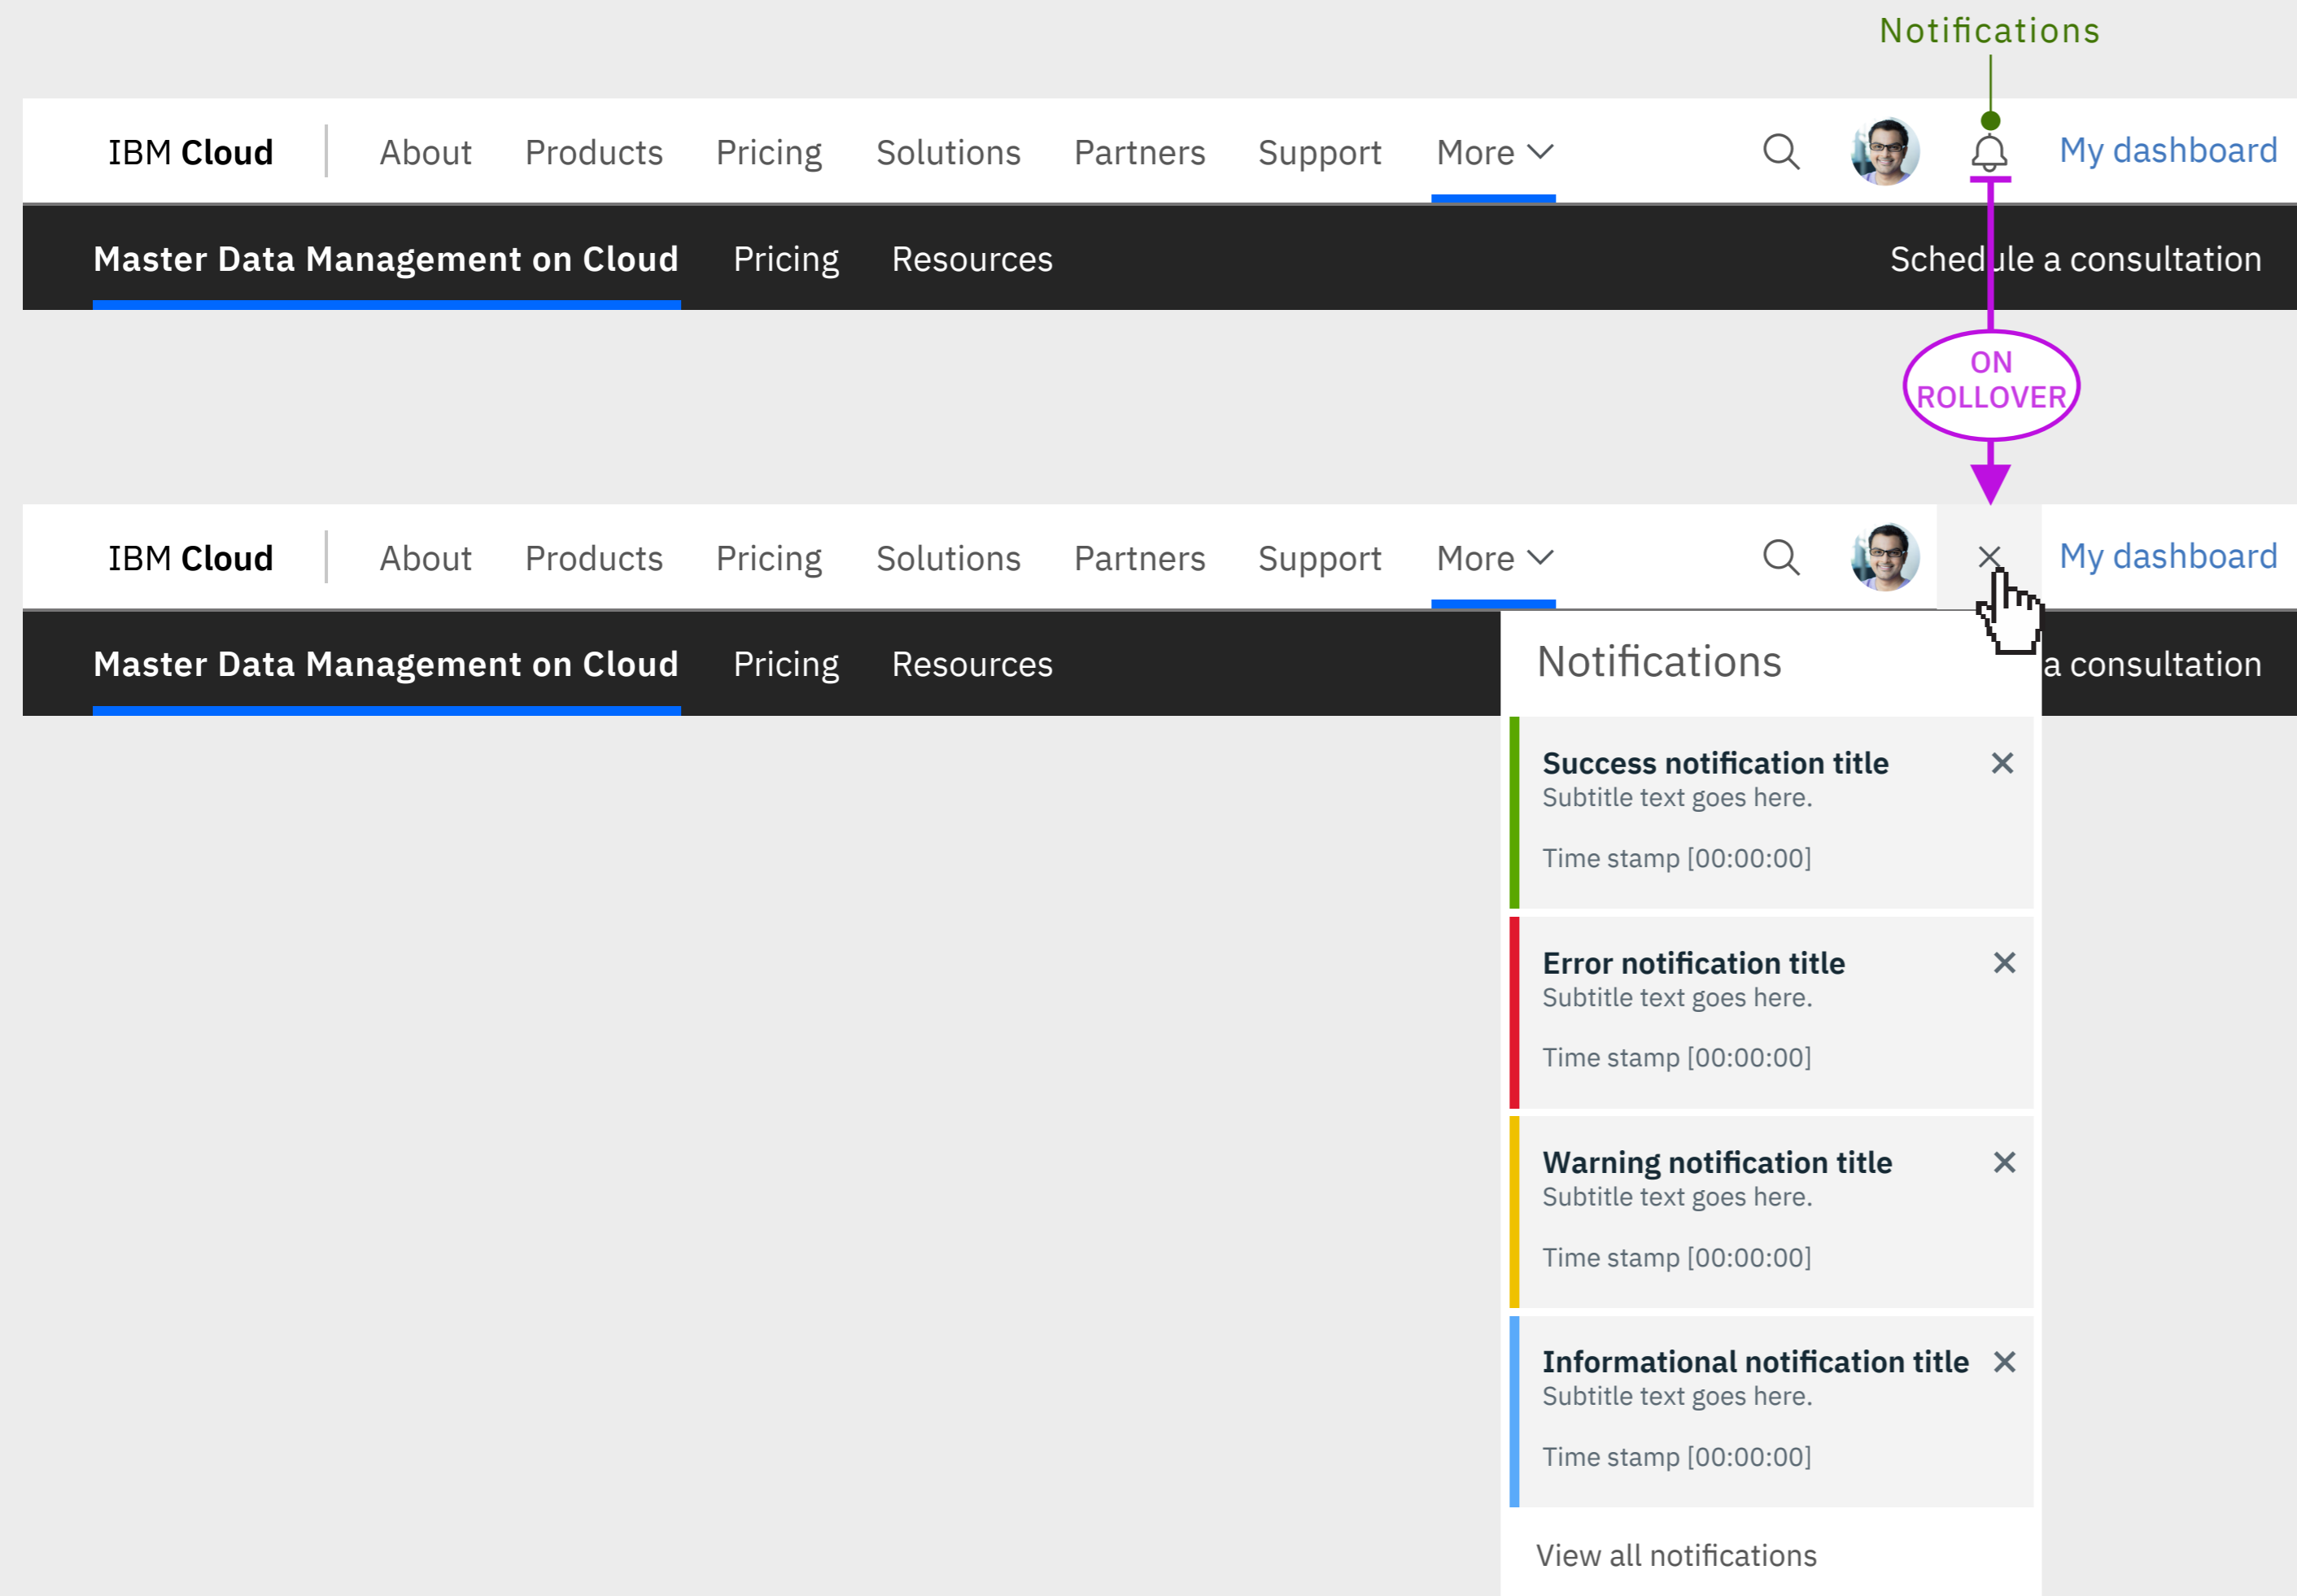 Notifications
IBM Cloud About Products Pricing Solutions Partners Support More My dashboard
Master Data Management on Cloud Pricing Resources Schedule a consultation
ON
ROLLOVER
IBM Cloud About Products Pricing Solutions Partners Support More My dashboard
Master Data Management on Cloud Pricing Resources a consultation
Notifications
Success notification title
Subtitle text goes here.
Time stamp [00:00:00]
Error notification title
Subtitle text goes here.
Time stamp [00:00:00]
Warning notification title
Subtitle text goes here.
Time stamp [00:00:00]
Informational notification title
Subtitle text goes here.
Time stamp [00:00:00]
View all notifications